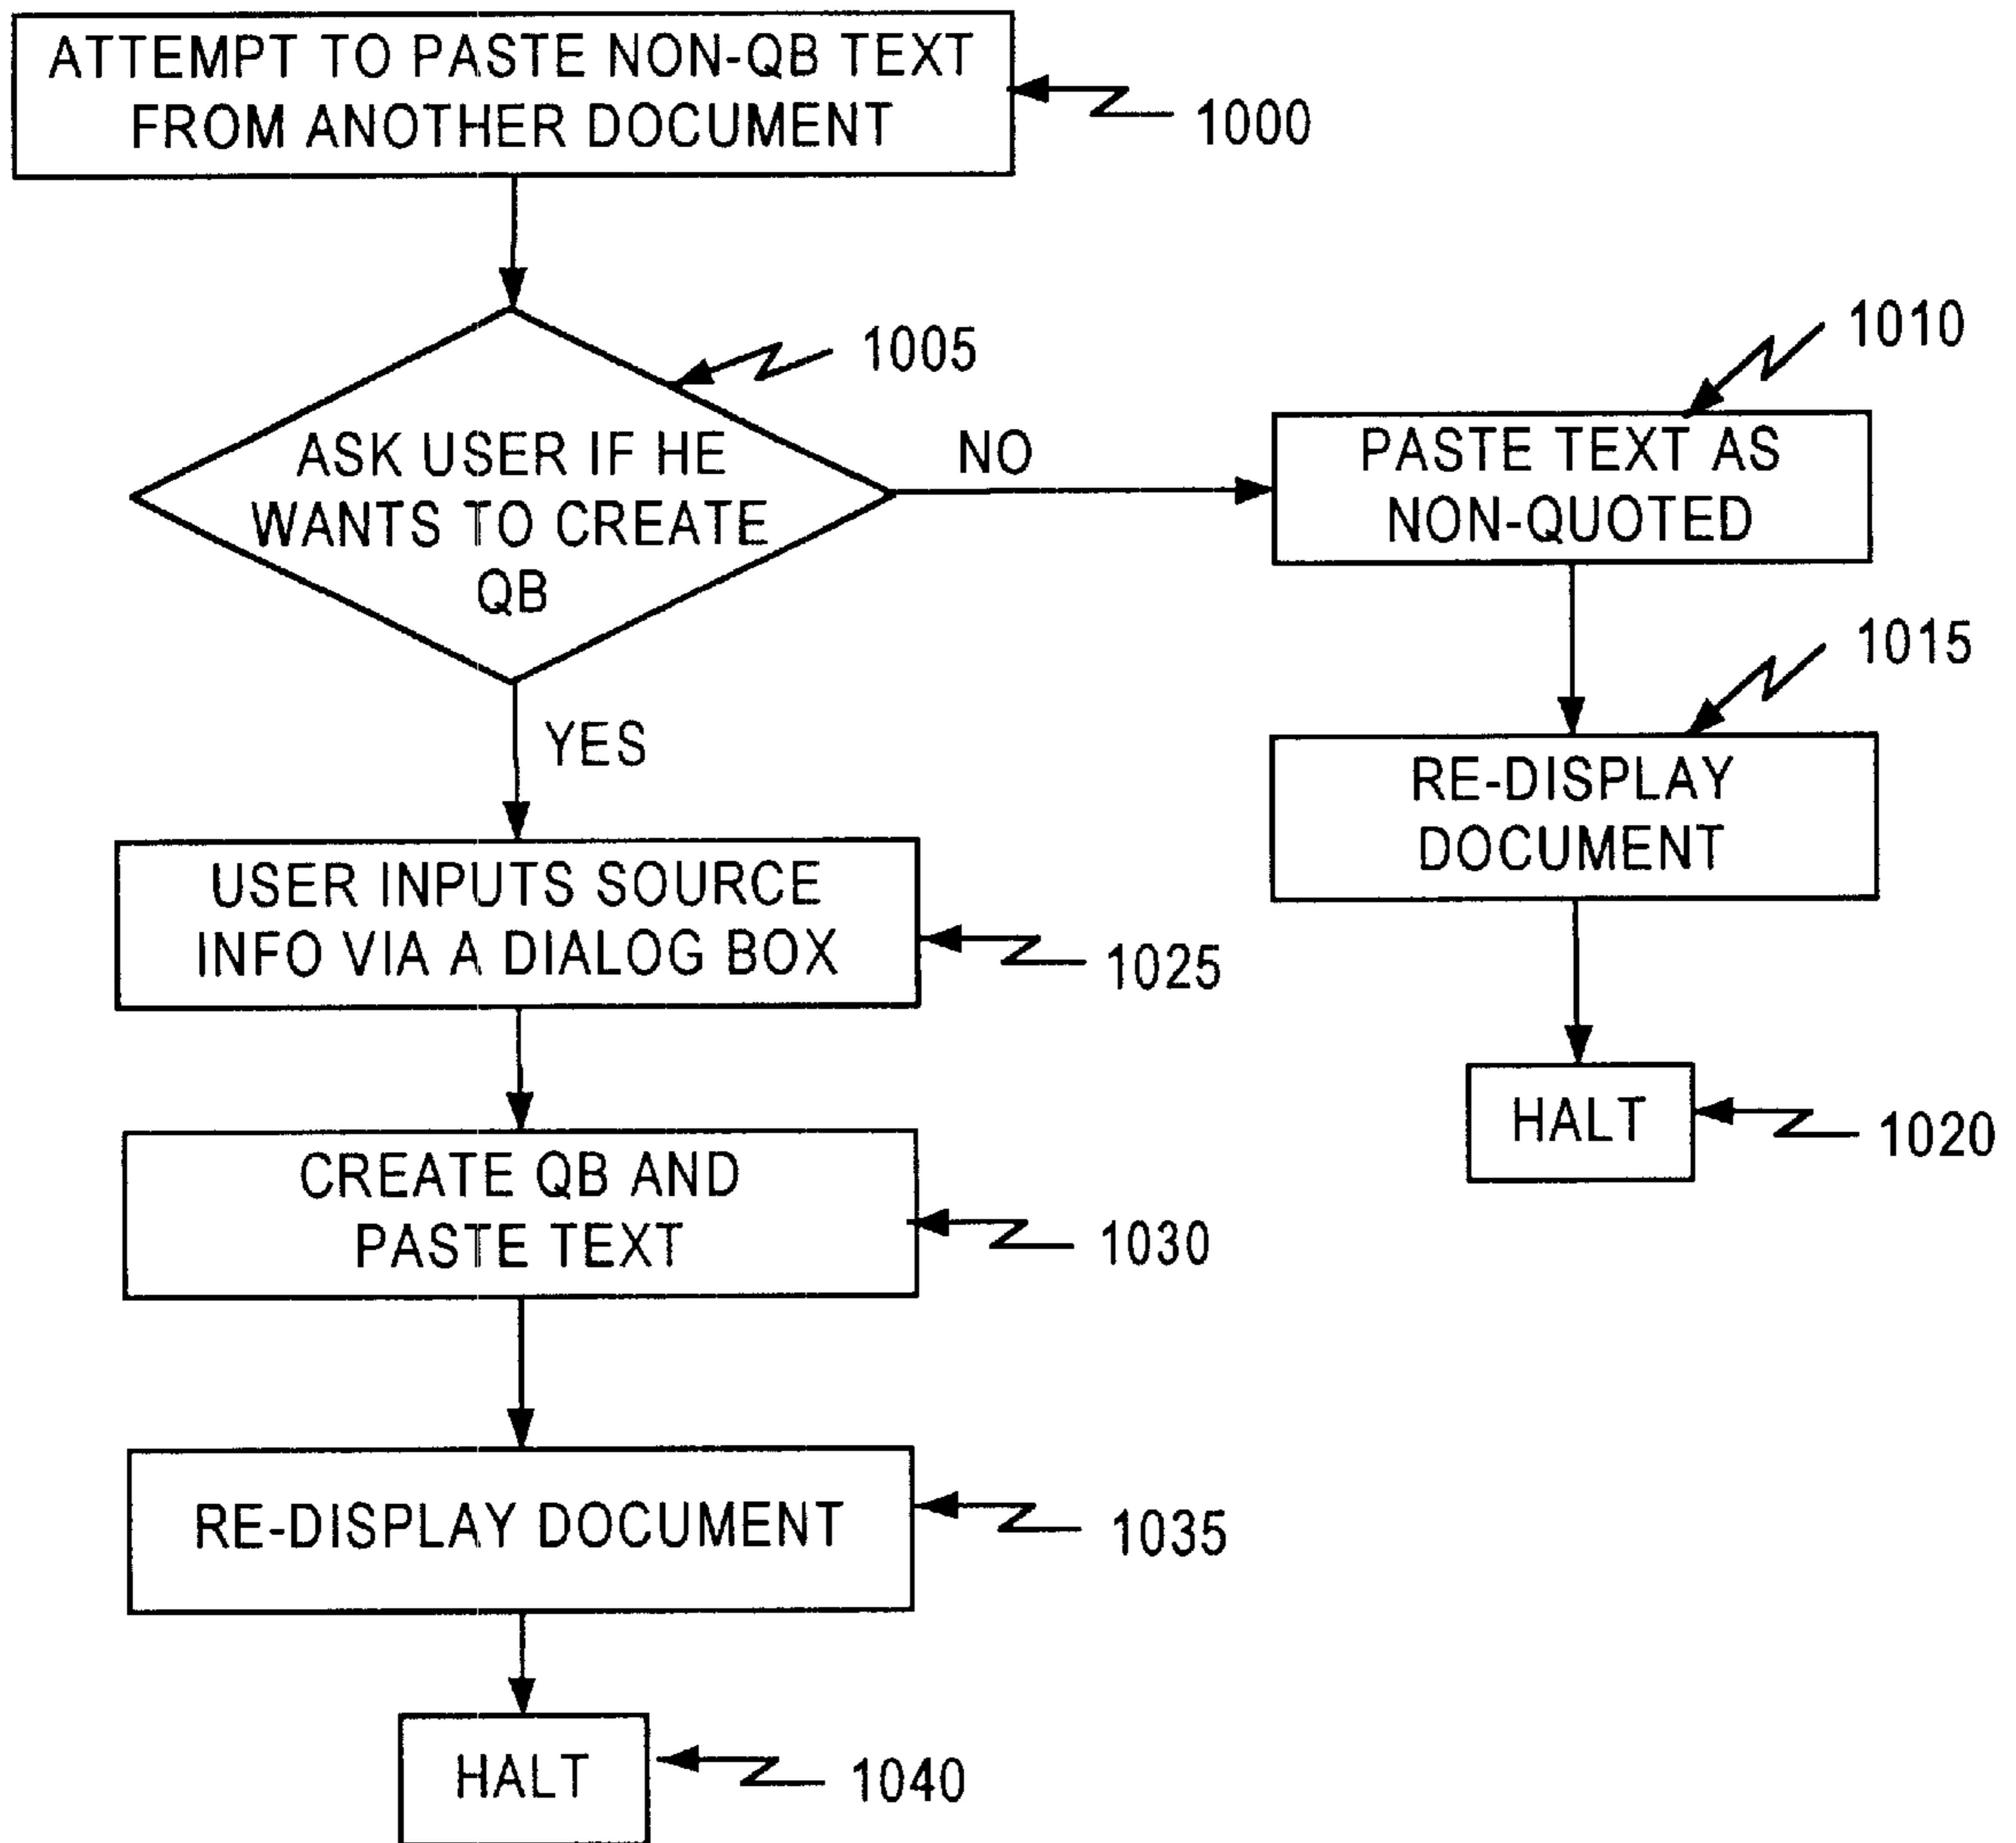 ATTEMPT TO PASTE NON-QB TEXT
FROM ANOTHER DOCUMENT
1000
1005
ASK USER IF HE
WANTS TO CREATE
QB
NO
1010
PASTE TEXT AS
NON-QUOTED
1015
RE-DISPLAY
DOCUMENT
HALT
1020
YES
USER INPUTS SOURCE
INFO VIA A DIALOG BOX
1025
CREATE QB AND
PASTE TEXT
1030
RE-DISPLAY DOCUMENT
1035
HALT
1040